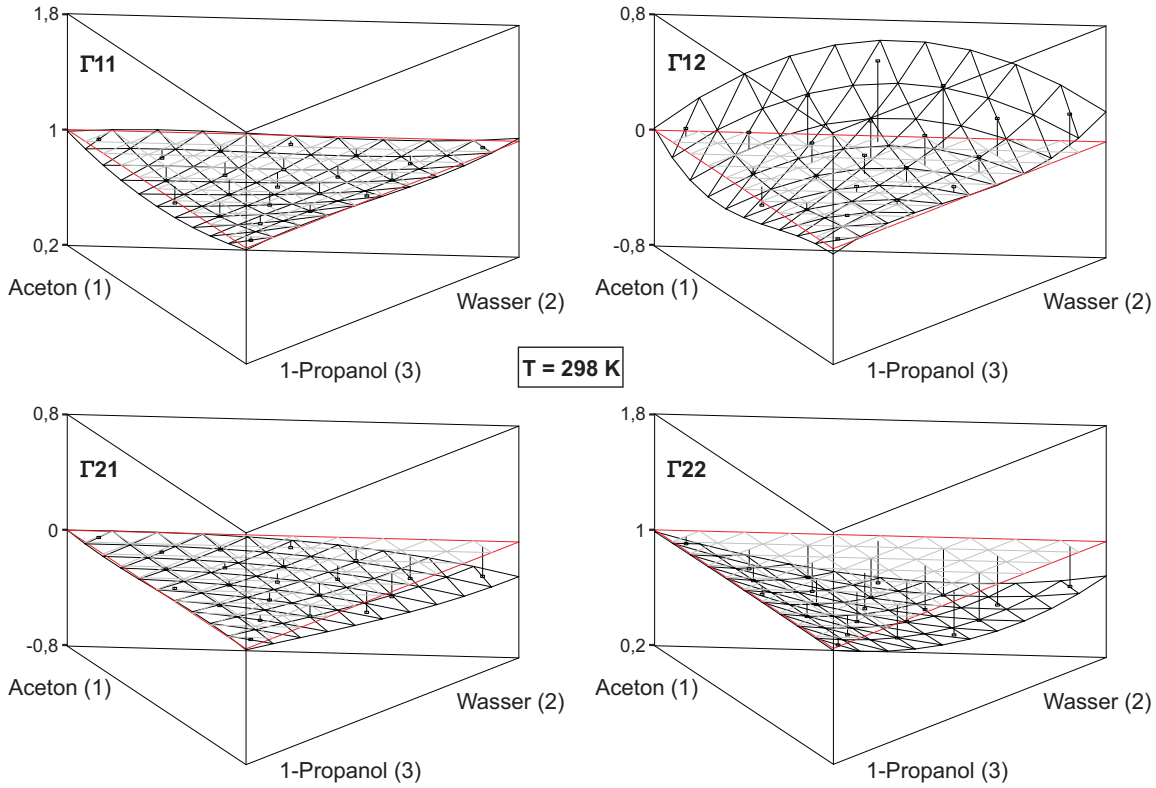 1,8
Γ11
1
0,2
Aceton (1)
Wasser (2)
1-Propanol (3)
0,8
Γ12
0
-0,8
Aceton (1)
Wasser (2)
1-Propanol (3)
T = 298 K
0,8
Γ21
0
-0,8
Aceton (1)
Wasser (2)
1-Propanol (3)
1,8
Γ22
1
0,2
Aceton (1)
Wasser (2)
1-Propanol (3)